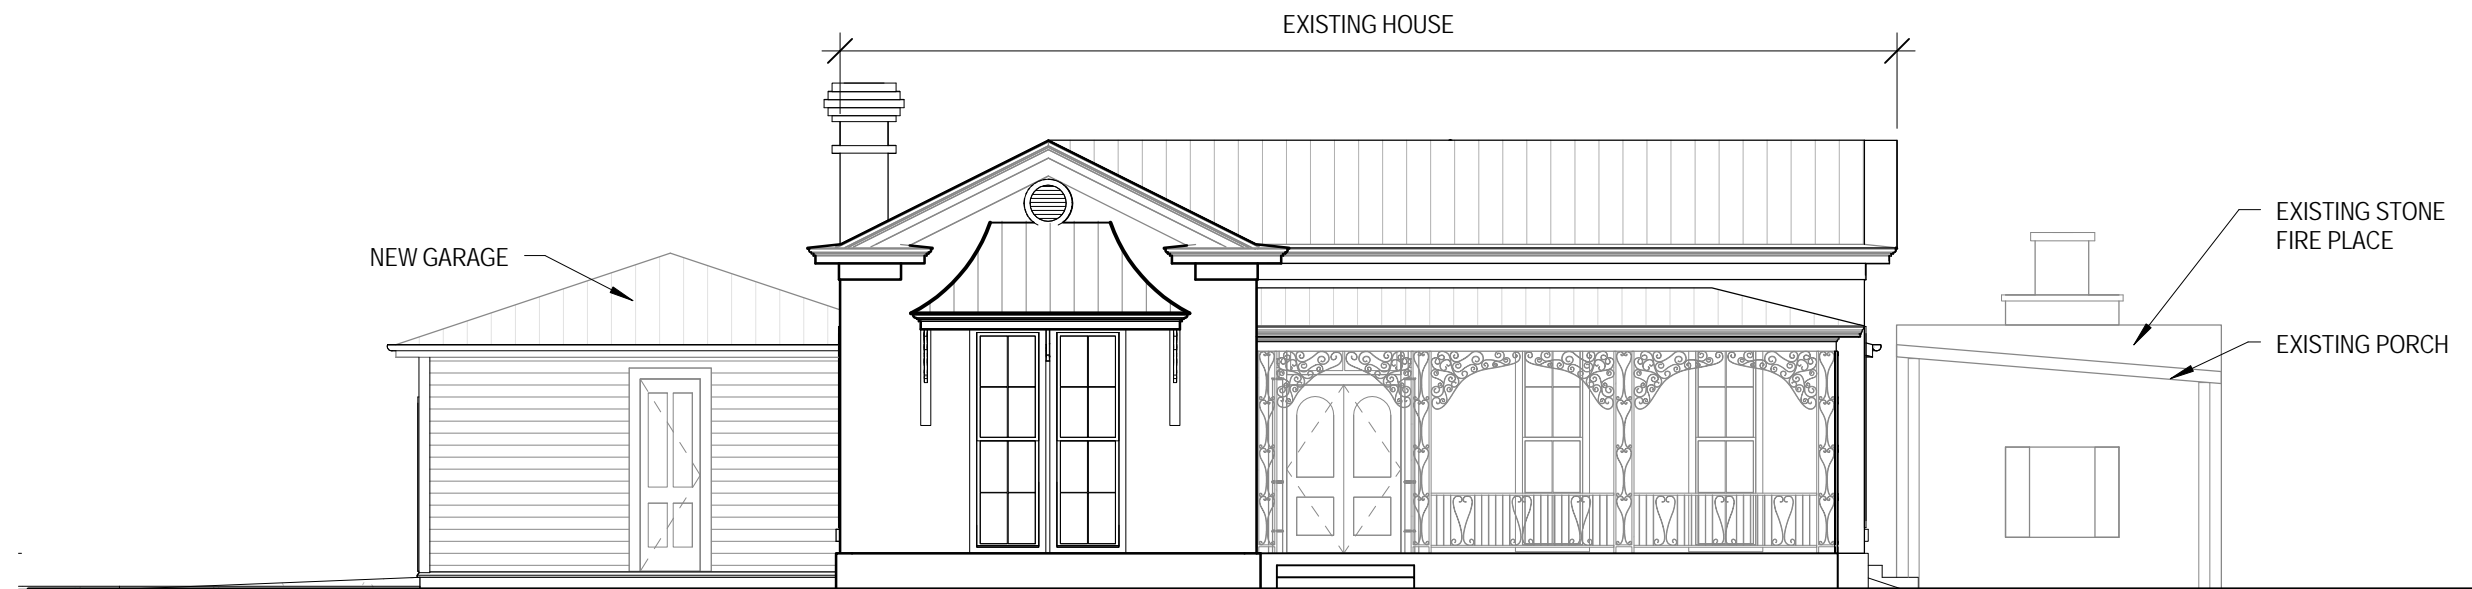 EXISTING HOUSE
EXISTING STONE
FIRE PLACE
NEW GARAGE
EXISTING PORCH